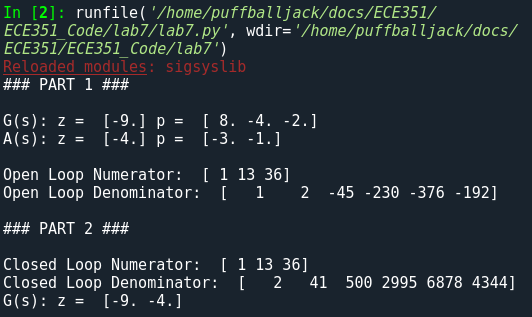 In [2]: runfile('/home/puffballjack/docs/ECE351/
ECE351_Code/lab7/lab7.py', wdir='/home/puffballjack/docs/
ECE351/ECE351_Code/lab7')
Reloaded modules: sigsyslib
### PART 1 ###
G(s): z =  [-9.] p =  [ 8. -4. -2.]
A(s): z =  [-4.] p =  [-3. -1.]
Open Loop Numerator:  [ 1 13 36]
Open Loop Denominator:  [   1    2  -45 -230 -376 -192]
### PART 2 ###
Closed Loop Numerator:  [ 1 13 36]
Closed Loop Denominator:  [   2   41  500 2995 6878 4344]
G(s): z =  [-9. -4.]